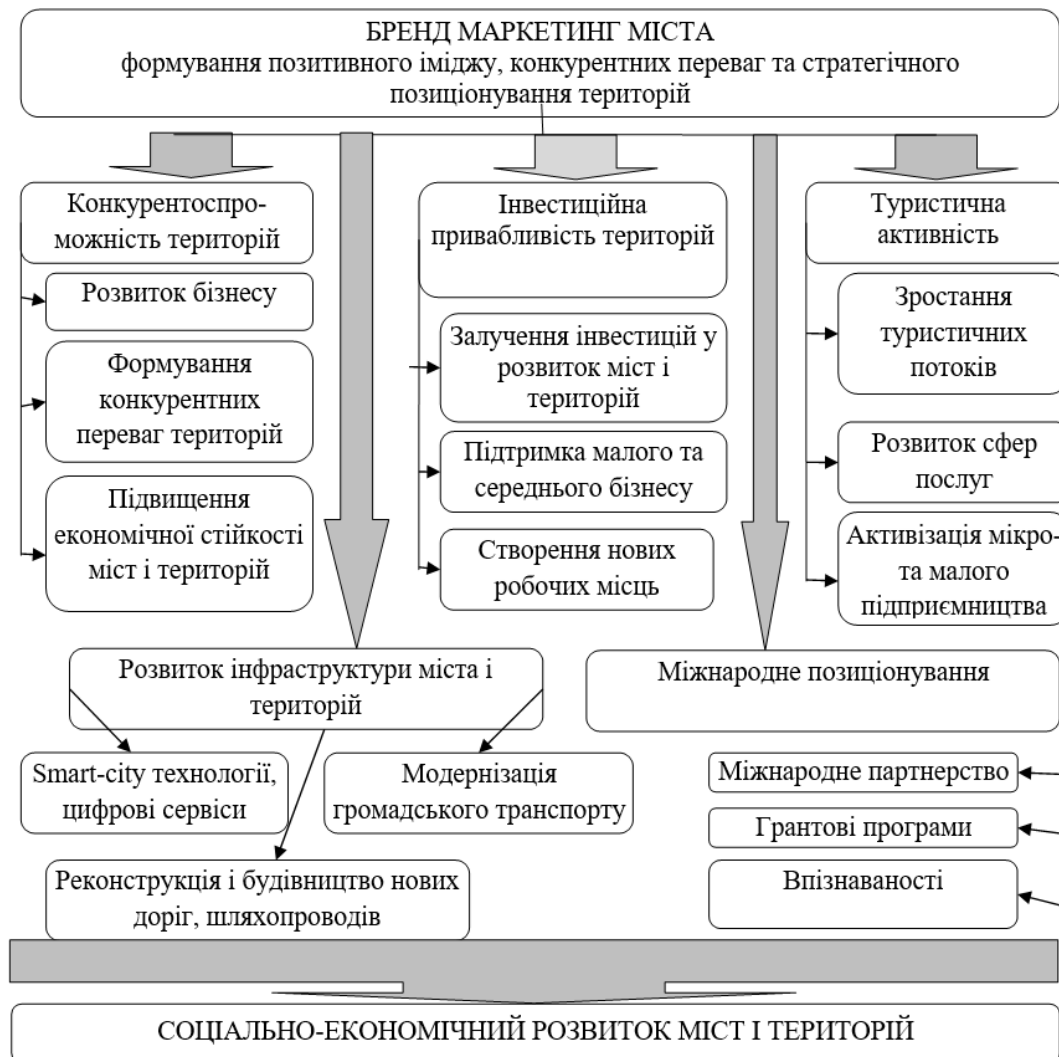 БРЕНД МАРКЕТИНГ МІСТА
формування позитивного іміджу, конкурентних переваг та стратегічного
позиціонування територій
Конкурентоспро-
можність територій
Розвиток бізнесу
Формування
конкурентних
переваг територій
Підвищення
економічної стійкості
міст і територій
Інвестиційна
привабливість територій
Залучення інвестицій у
розвиток міст і
територій
Підтримка малого та
середнього бізнесу
Створення нових
робочих місць
Туристична
активність
Зростання
туристичних
потоків
Розвиток сфер
послуг
Активізація мікро-
та малого
підприємництва
Розвиток інфраструктури міста і
територій
Smart-city технології,
цифрові сервіси
Модернізація
громадського транспорту
Реконструкція і будівництво нових
доріг, шляхопроводів
Міжнародне позиціонування
Міжнародне партнерство
Грантові програми
Впізнаваності
СОЦІАЛЬНО-ЕКОНОМІЧНИЙ РОЗВИТОК МІСТ І ТЕРИТОРІЙ